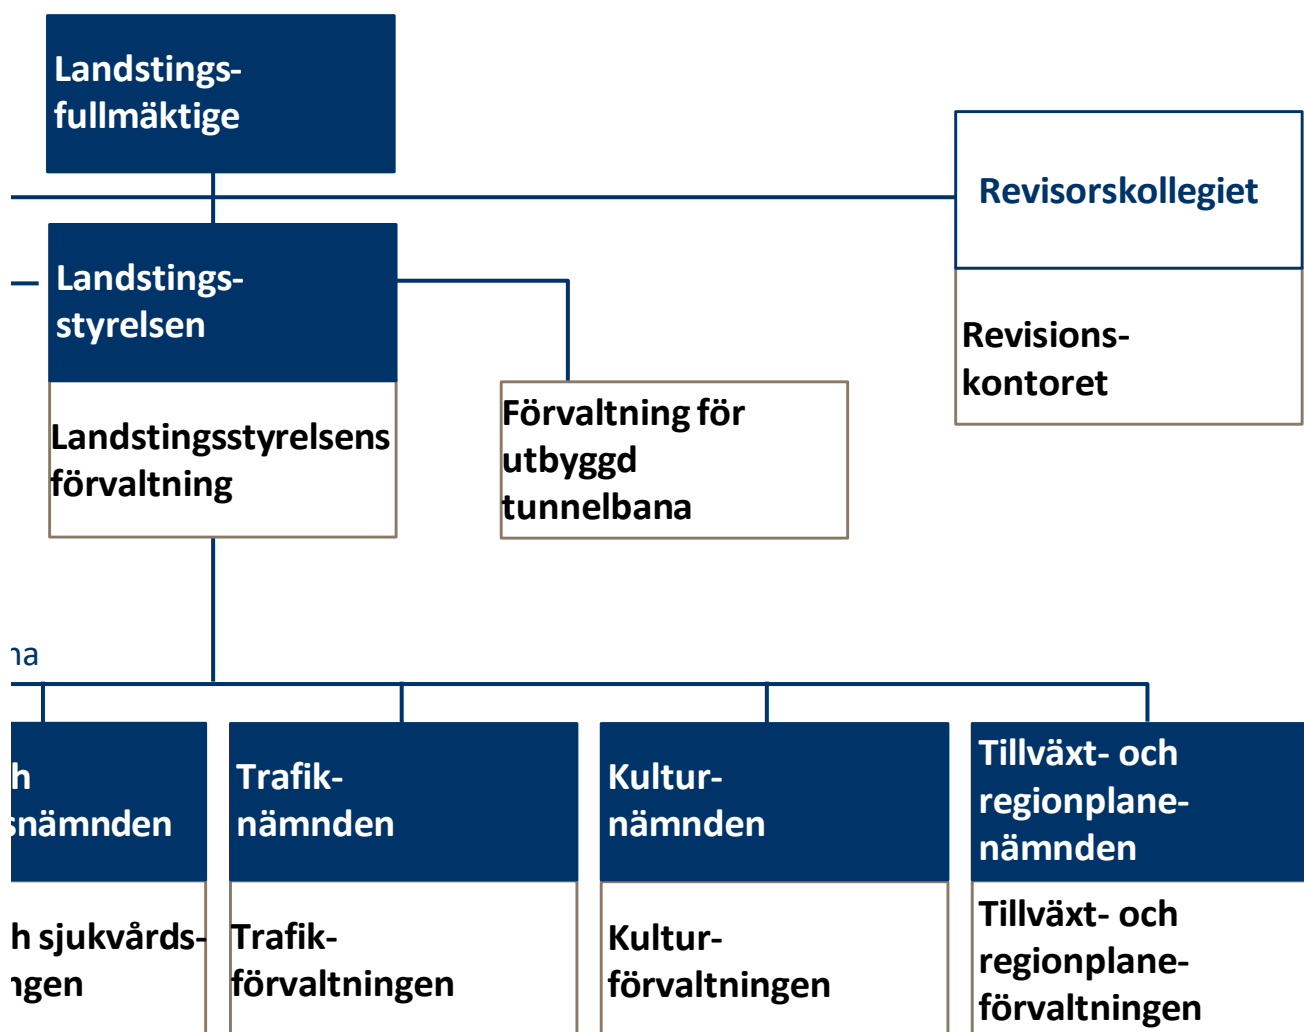 Landstings-
fullmäktige
Revisorskollegiet
Landstings-
styrelsen
Revisions-
kontoret
Landstingsstyrelsens
förvaltning
Förvaltning för
utbyggd
tunnelbana
Trafik-
nämnden
Kultur-
nämnden
Tillväxt- och
regionplane-
nämnden
sjukvårds-
Trafik-
förvaltningen
Kultur-
förvaltningen
Tillväxt- och
regionplane-
förvaltningen